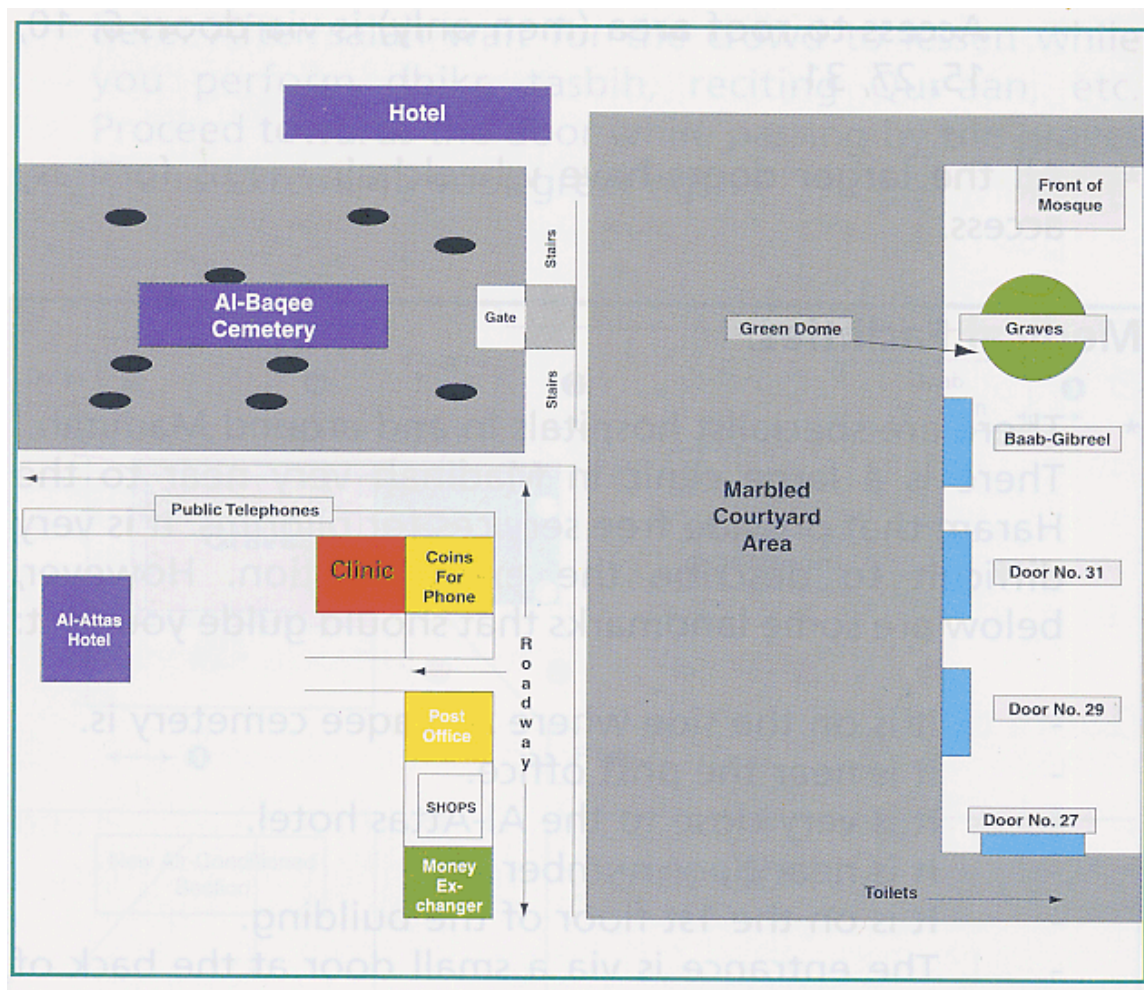 Hotel
Front of
Mosque
Stairs
Al-Baqee
Cemetery
Gate
Green Dome
Graves
Stairs
Baab-Gibreel
Marbled
Courtyard
Area
Public Telephones
Clinic
Coins
For
Phone
Door No. 31
Al-Attas
Hotel
Roadway
Post
Office
Door No. 29
SHOPS
Door No. 27
Money
Ex-
changer
Toilets